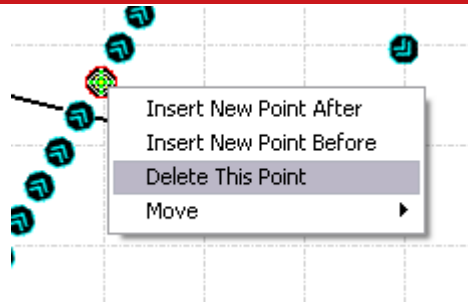 Insert New Point After
Insert New Point Before
Delete This Point
Move